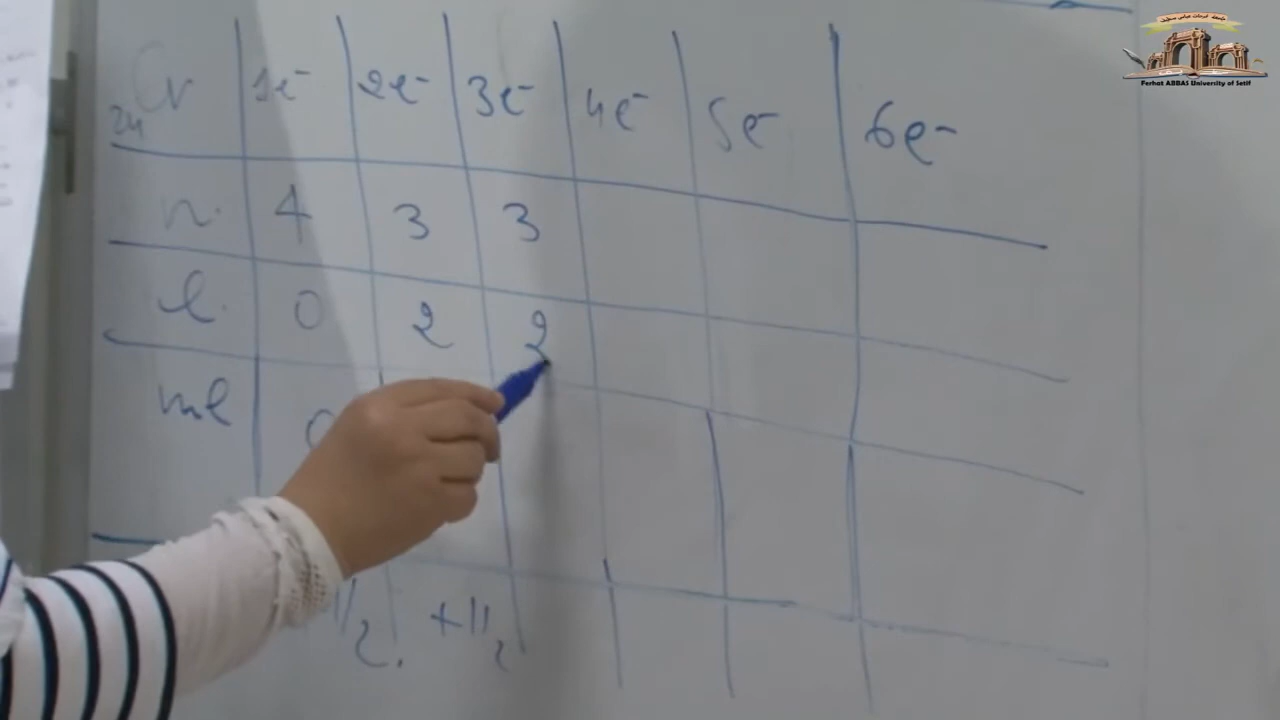 24Cr 1e⁻ 2e⁻ 3e⁻ 4e⁻ 5e⁻ 6e⁻
n 4 3 3
l 0 2 2
ml 0
1/2 +1/2
Ferhat ABBAS University of Setif